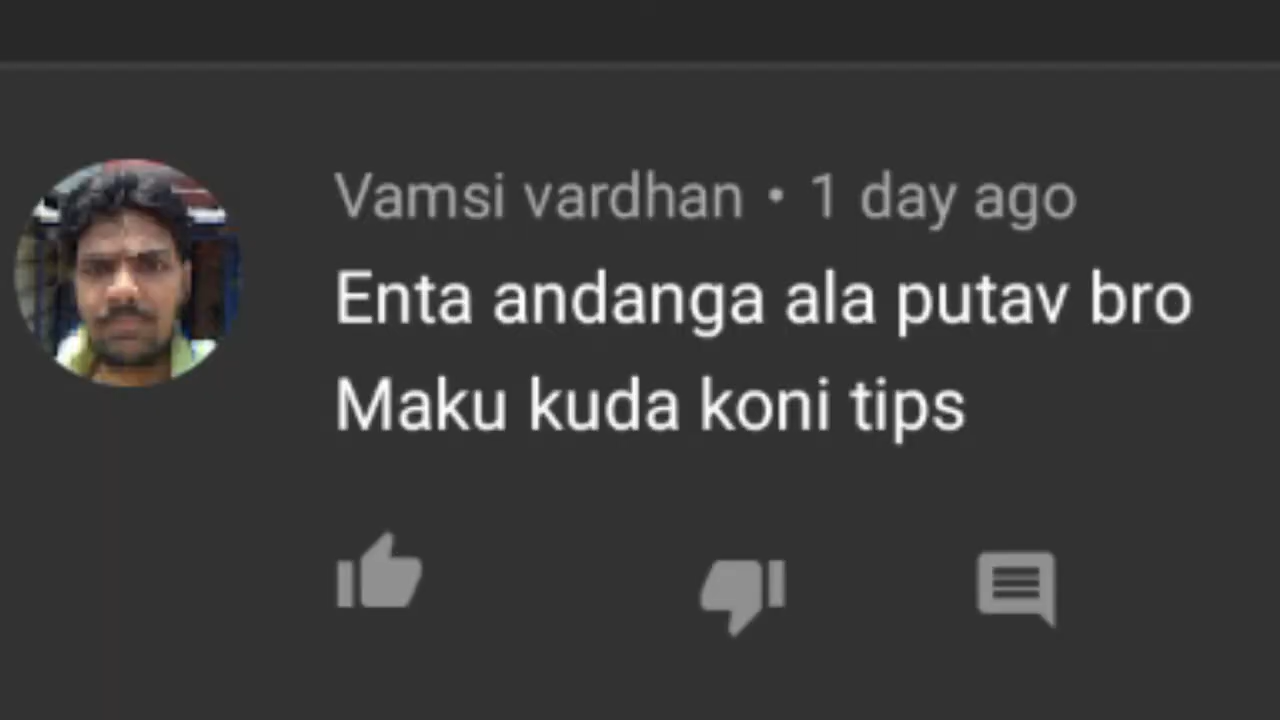 Vamsi vardhan • 1 day ago
Enta andanga ala putav bro
Maku kuda koni tips